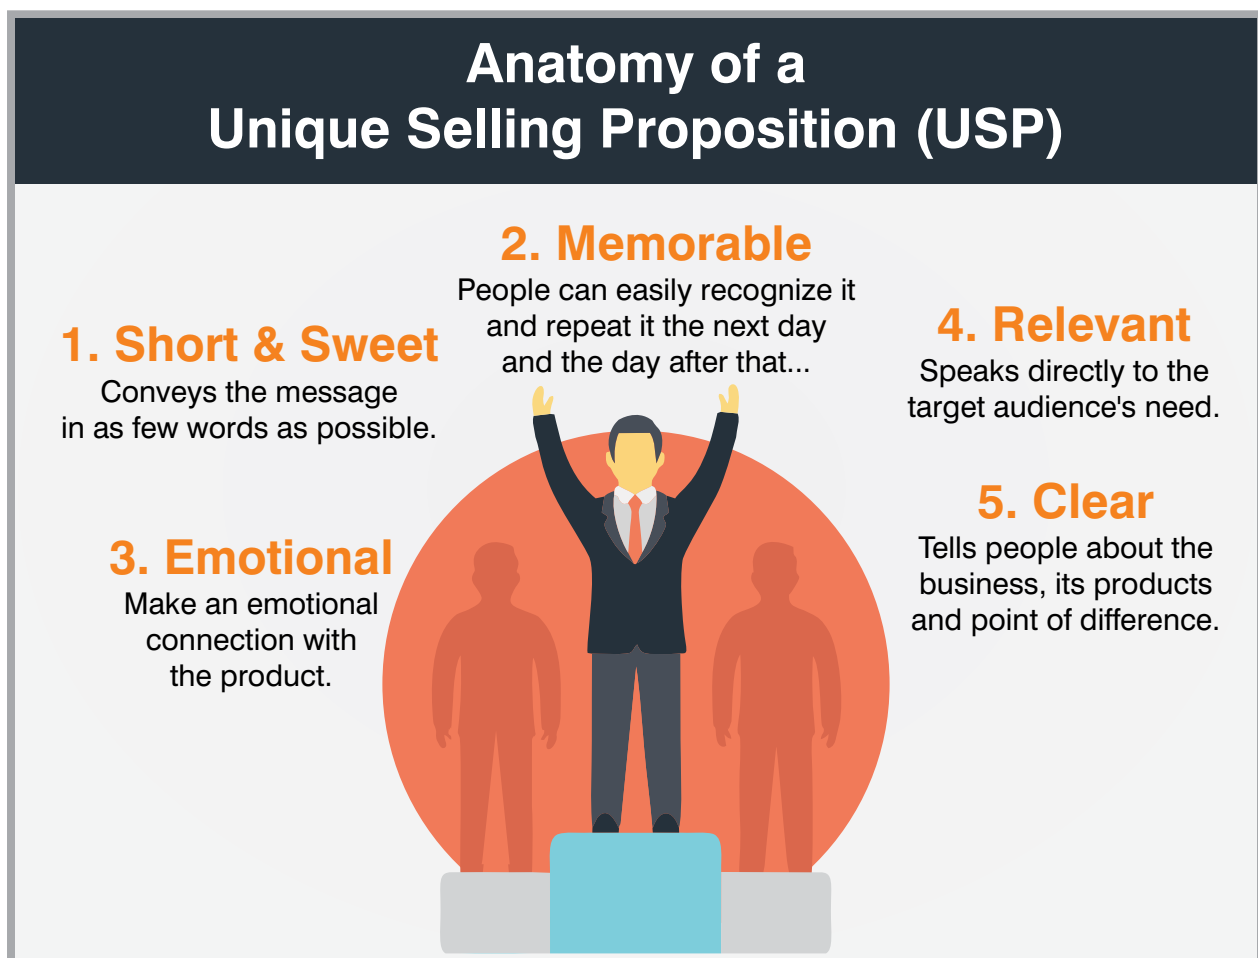 Anatomy of a
Unique Selling Proposition (USP)
1. Short & Sweet
Conveys the message
in as few words as possible.
2. Memorable
People can easily recognize it
and repeat it the next day
and the day after that...
3. Emotional
Make an emotional
connection with
the product.
4. Relevant
Speaks directly to the
target audience's need.
5. Clear
Tells people about the
business, its products
and point of difference.